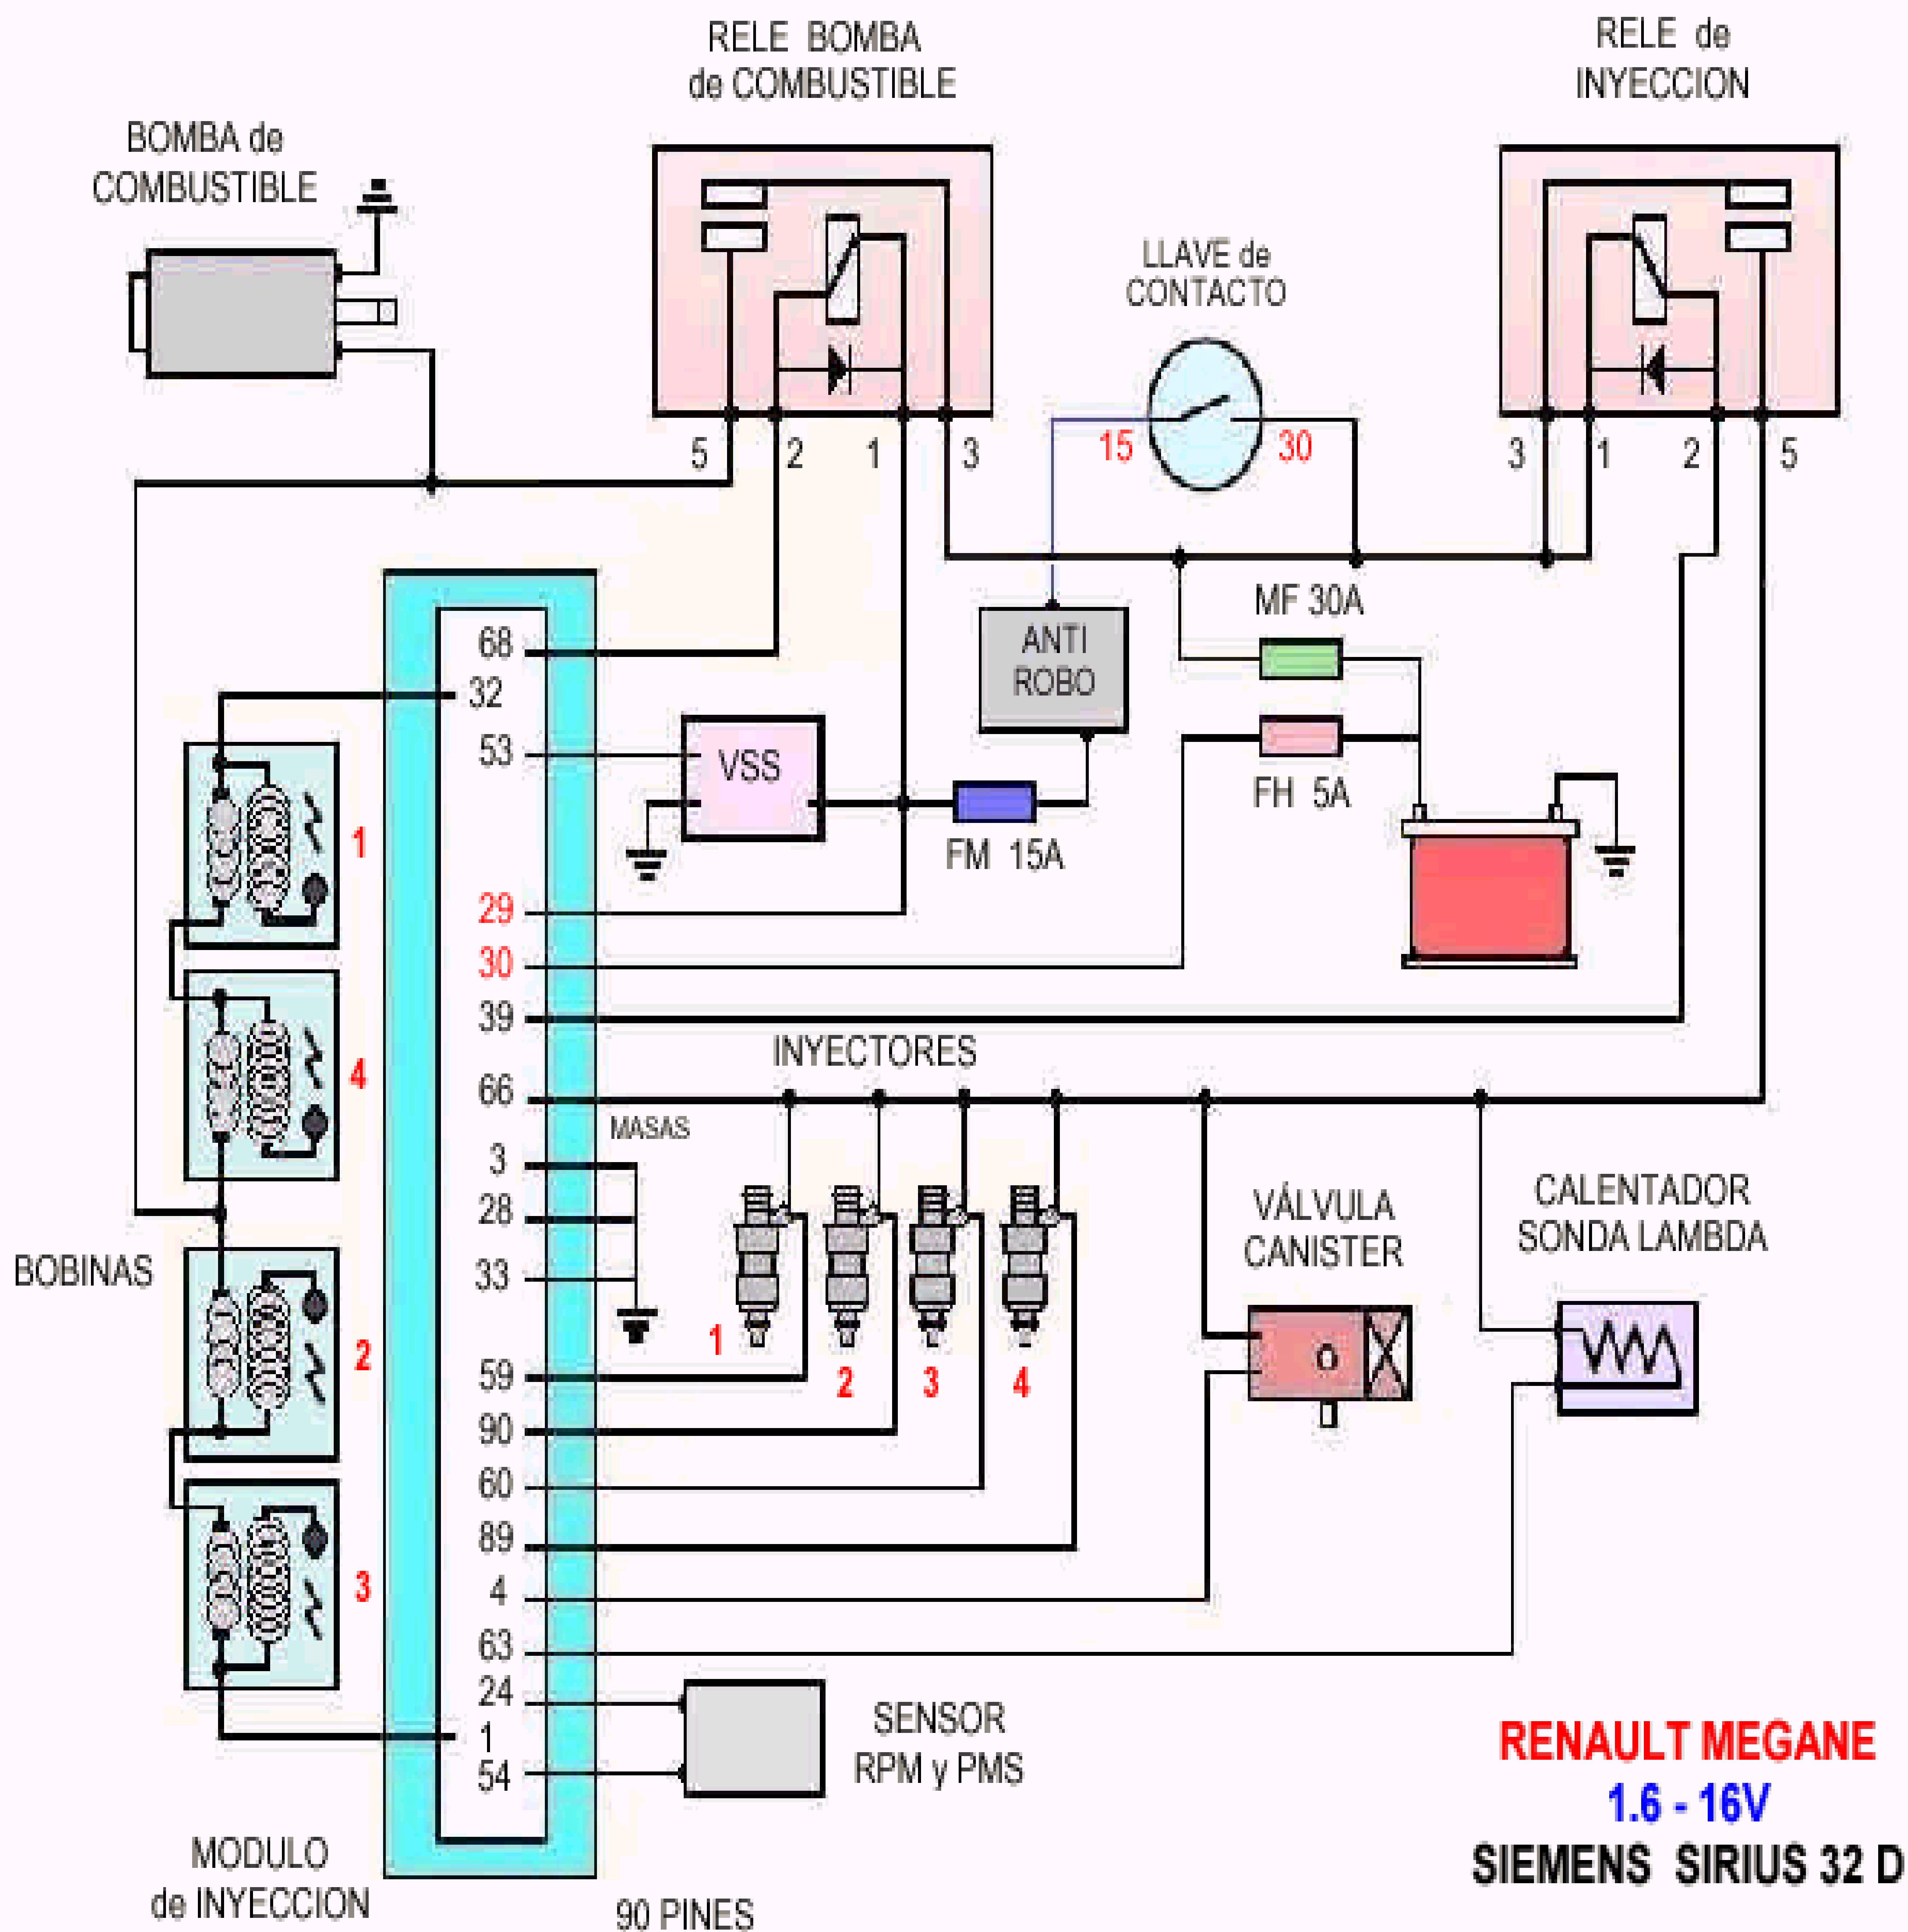 RELE BOMBA
de COMBUSTIBLE
RELE de
INYECCION
BOMBA de
COMBUSTIBLE
LLAVE de
CONTACTO
5 2 1 3
15 30
3 1 2 5
MF 30A
ANTI
ROBO
FH 5A
VSS
FM 15A
68
32
53
29
30
39
66
3
28
33
59
90
60
89
4
63
24
1
54
1
4
2
3
BOBINAS
INYECTORES
MASAS
1
2 3 4
VÁLVULA
CANISTER
CALENTADOR
SONDA LAMBDA
SENSOR
RPM y PMS
MODULO
de INYECCION
90 PINES
RENAULT MEGANE
1.6 - 16V
SIEMENS SIRIUS 32 D